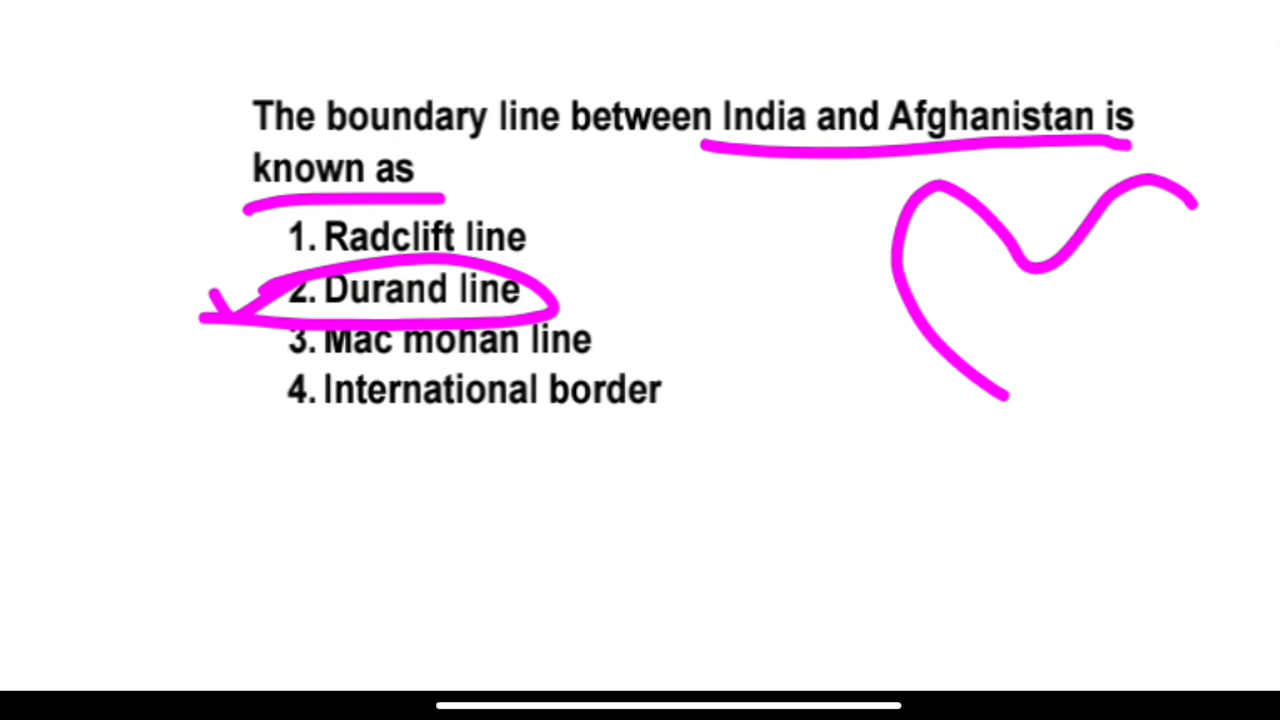 The boundary line between India and Afghanistan is
known as
1. Radclift line
2. Durand line
3. Mac mohan line
4. International border